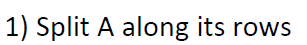 1) Split A along its rows